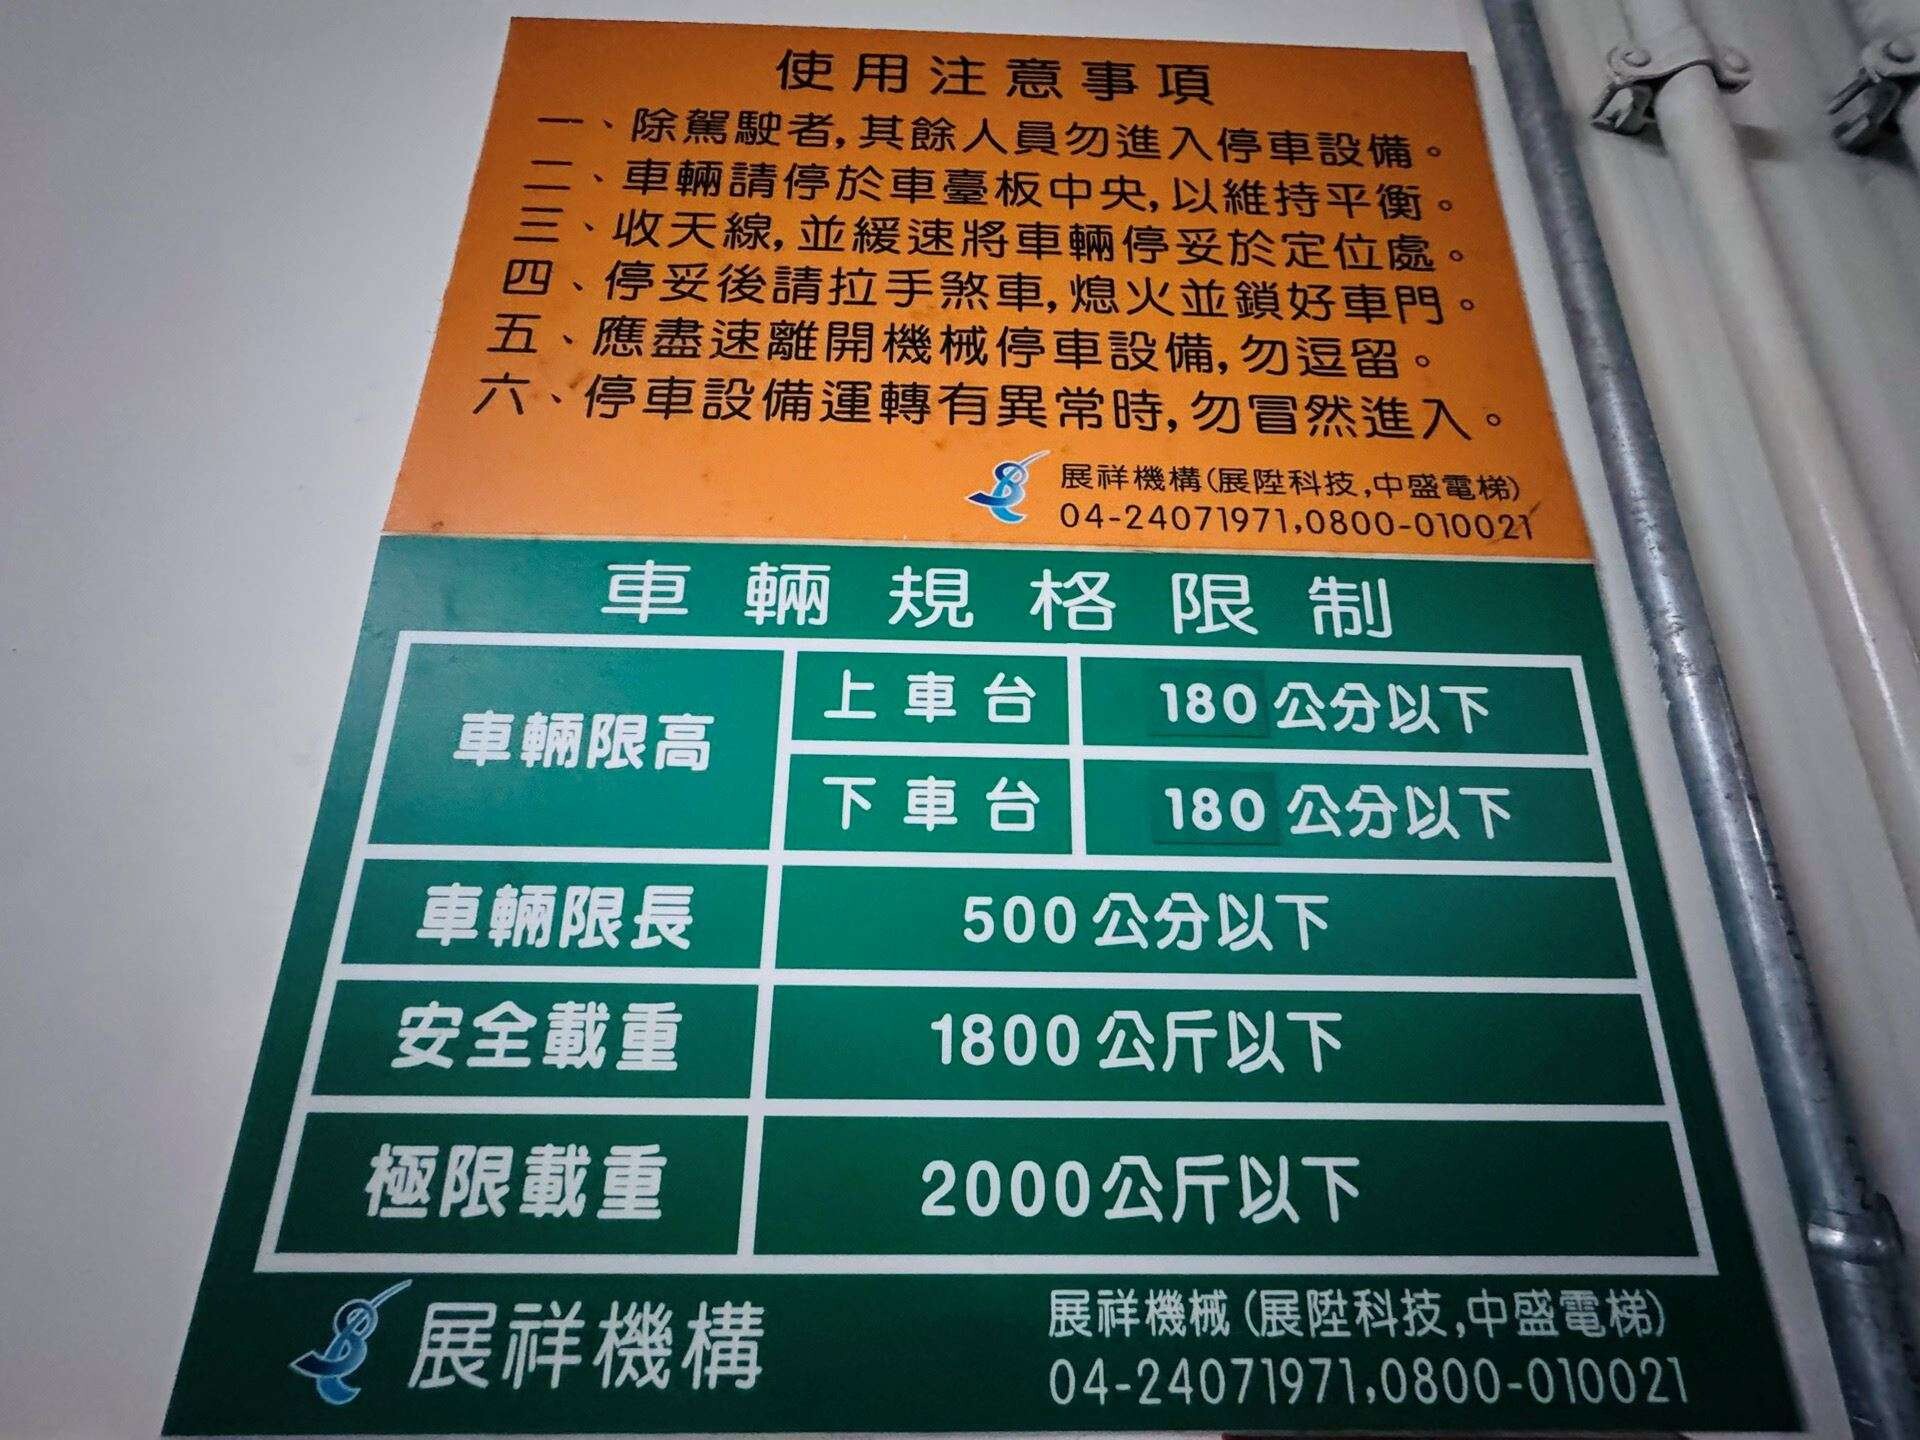 使用注意事項
一、除駕駛者,其餘人員勿進入停車設備。
二、車輛請停於車臺板中央,以維持平衡。
三、收天線,並緩速將車輛停妥於定位處。
四、停妥後請拉手煞車,熄火並鎖好車門。
五、應盡速離開機械停車設備,勿逗留。
六、停車設備運轉有異常時,勿冒然進入。
展祥機構(展陞科技,中盛電梯)
04-24071971,0800-010021
車輛規格限制
車輛限高 上車台 180公分以下
下車台 180公分以下
車輛限長 500公分以下
安全載重 1800公斤以下
極限載重 2000公斤以下
展祥機構
展祥機械(展陞科技,中盛電梯)
04-24071971,0800-010021